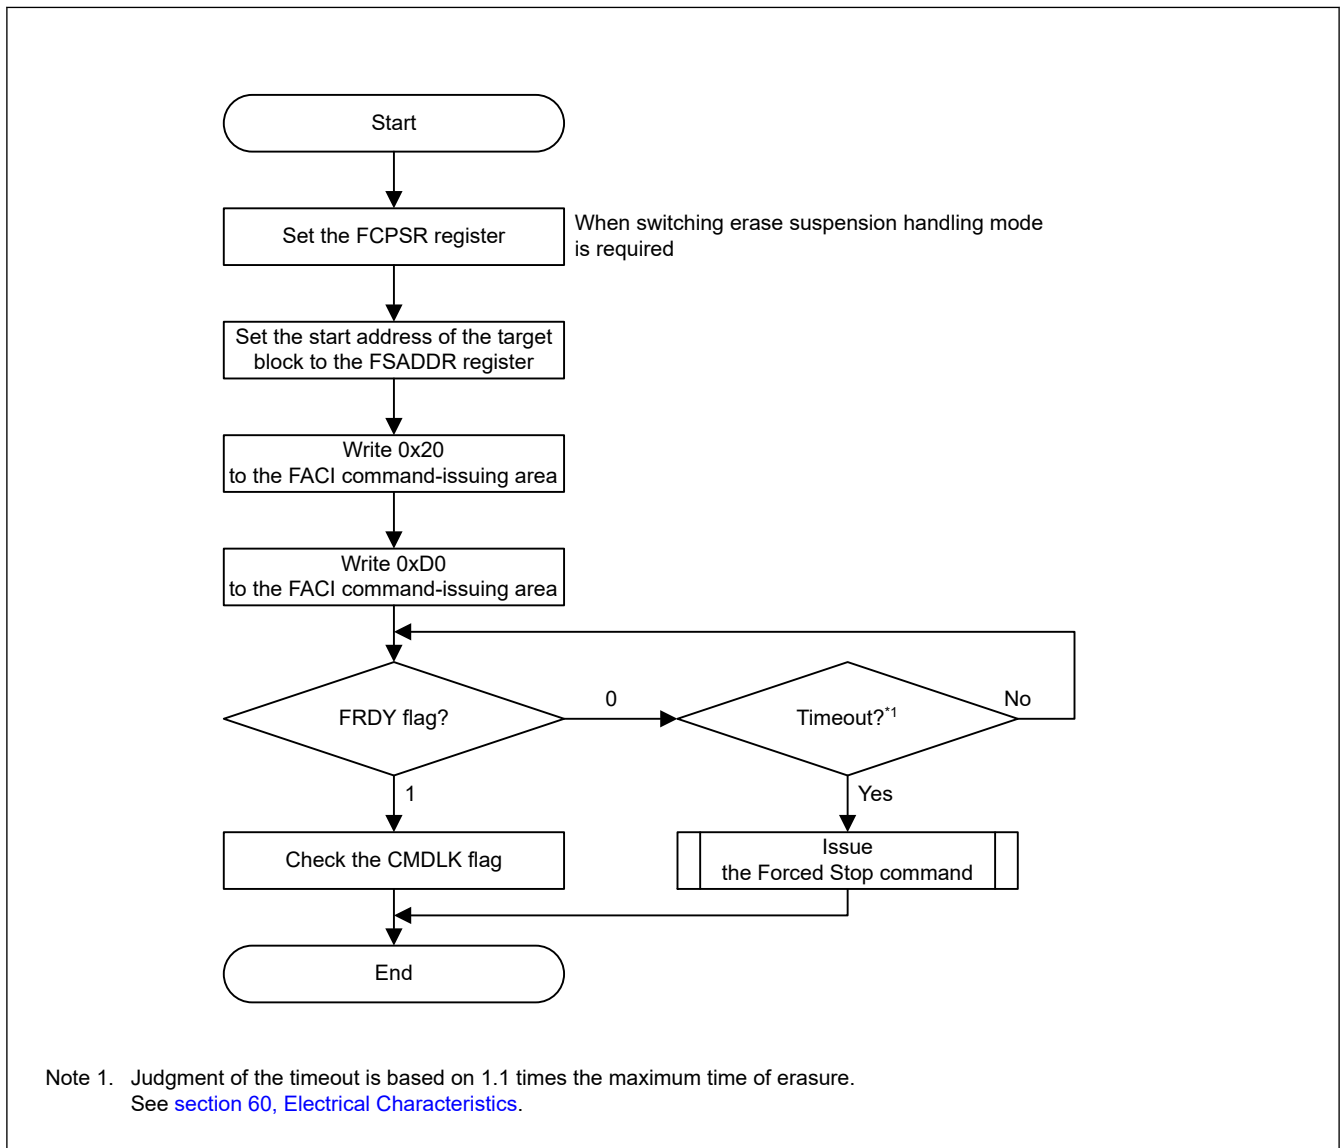 Start
Set the FCPSR register
When switching erase suspension handling mode
is required
Set the start address of the target
block to the FSADDR register
Write 0x20
to the FACI command-issuing area
Write 0xD0
to the FACI command-issuing area
FRDY flag?
0
Timeout?*1
No
1
Yes
Check the CMDLK flag
Issue
the Forced Stop command
End
Note 1. Judgment of the timeout is based on 1.1 times the maximum time of erasure.
See section 60, Electrical Characteristics.